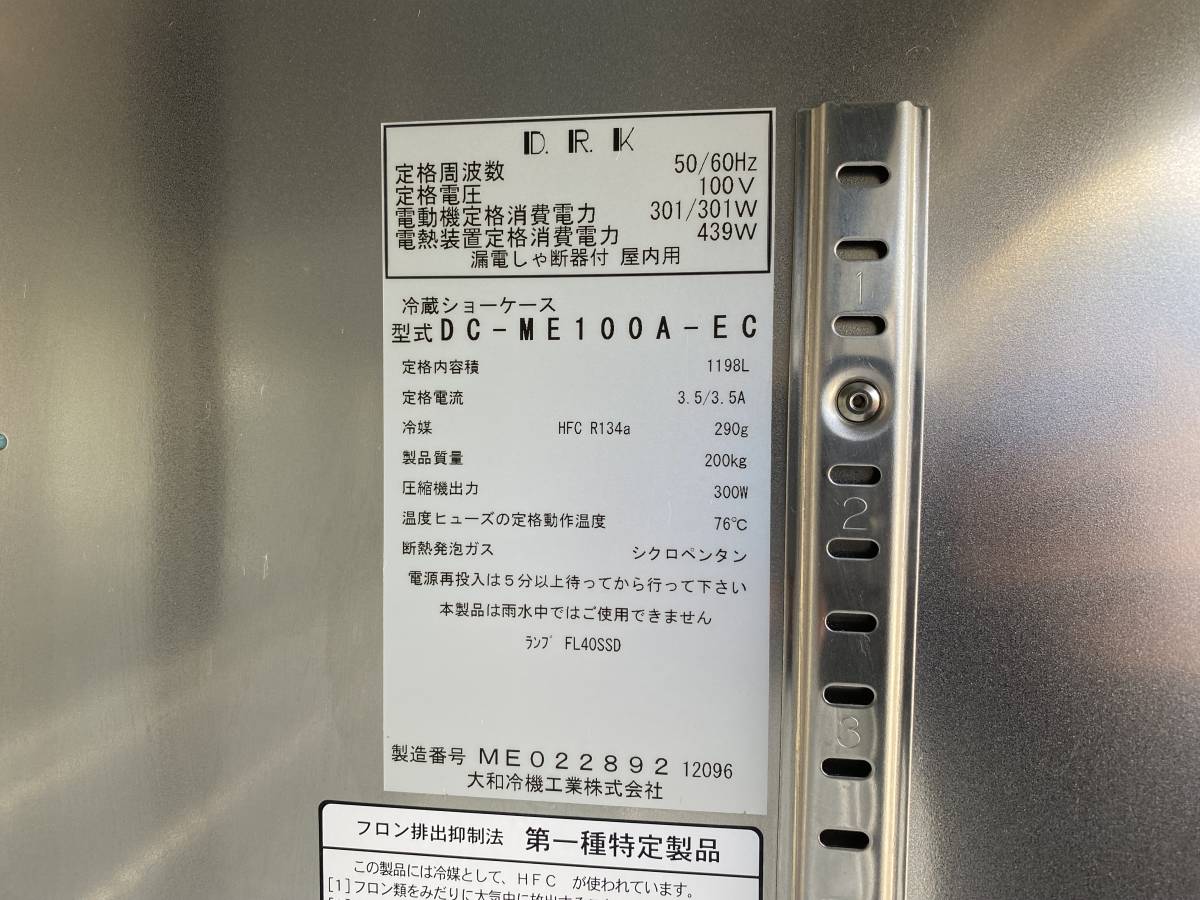 D.R.K
定格周波数 50/60Hz
定格電圧 100V
電動機定格消費電力 301/301W
電熱装置定格消費電力 439W
漏電しゃ断器付 屋内用
冷蔵ショーケース
型式 DC-ME100A-EC
定格内容積 1198L
定格電流 3.5/3.5A
冷媒 HFC R134a 290g
製品質量 200kg
圧縮機出力 300W
温度ヒューズの定格動作温度 76℃
断熱発泡ガス シクロペンタン
電源再投入は5分以上待ってから行って下さい
本製品は雨水中ではご使用できません
ランプ FL40SSD
製造番号 ME022892 12096
大和冷機工業株式会社
フロン排出抑制法 第一種特定製品
この製品には冷媒として、HFC が使われています。
[1]フロン類をみだりに大気中に放出する
1
2
3